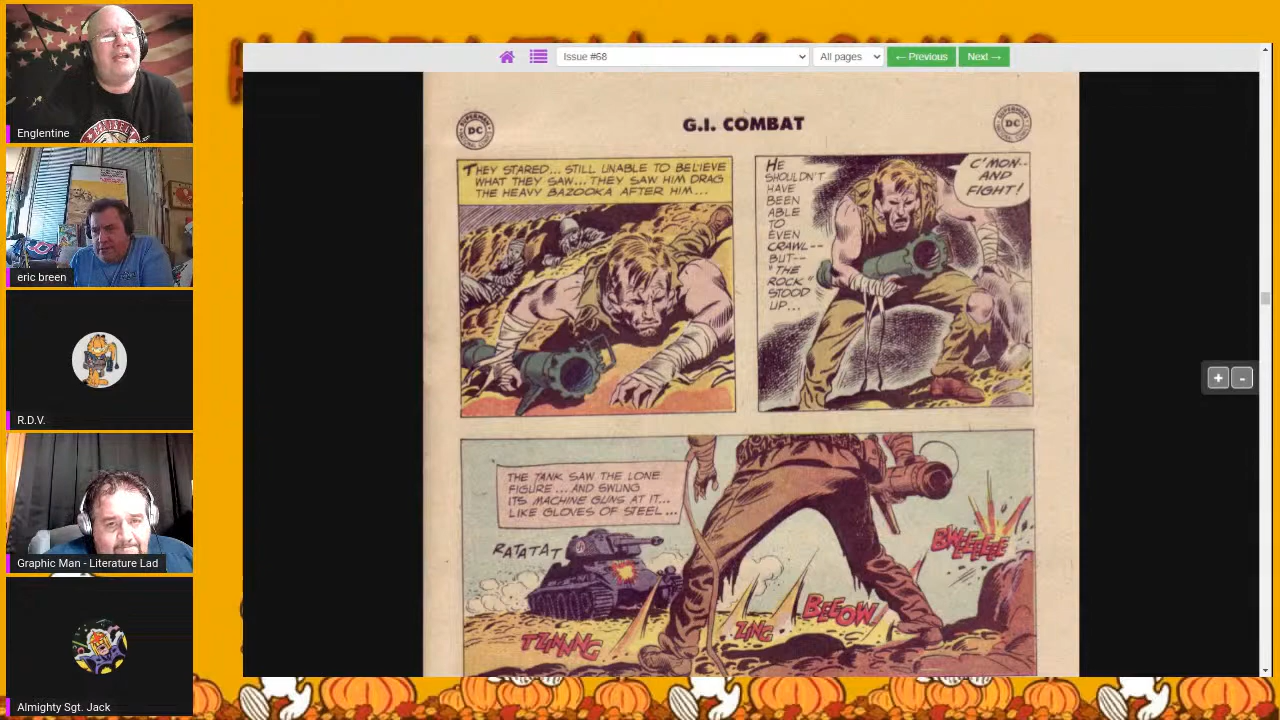 Englentine
eric breen
R.D.V.
Graphic Man - Literature Lad
Almighty Sgt. Jack
Issue #68
All pages
← Previous
Next →
DC
G.I. COMBAT
DC
THEY STARED... STILL UNABLE TO BELIEVE
WHAT THEY SAW... THEY SAW HIM DRAG
THE HEAVY BAZOOKA AFTER HIM...
HE
SHOULDN'T
HAVE
BEEN
ABLE
TO
EVEN
CRAWL--
BUT--
"THE
ROCK"
STOOD
UP...
C'MON--
AND
FIGHT!
THE TANK SAW THE LONE
FIGURE... AND SWUNG
ITS MACHINE GUNS AT IT...
LIKE GLOVES OF STEEL...
RATATAT
BWEEEEE
BEEOW!
ZING
TZINNNG
+
-